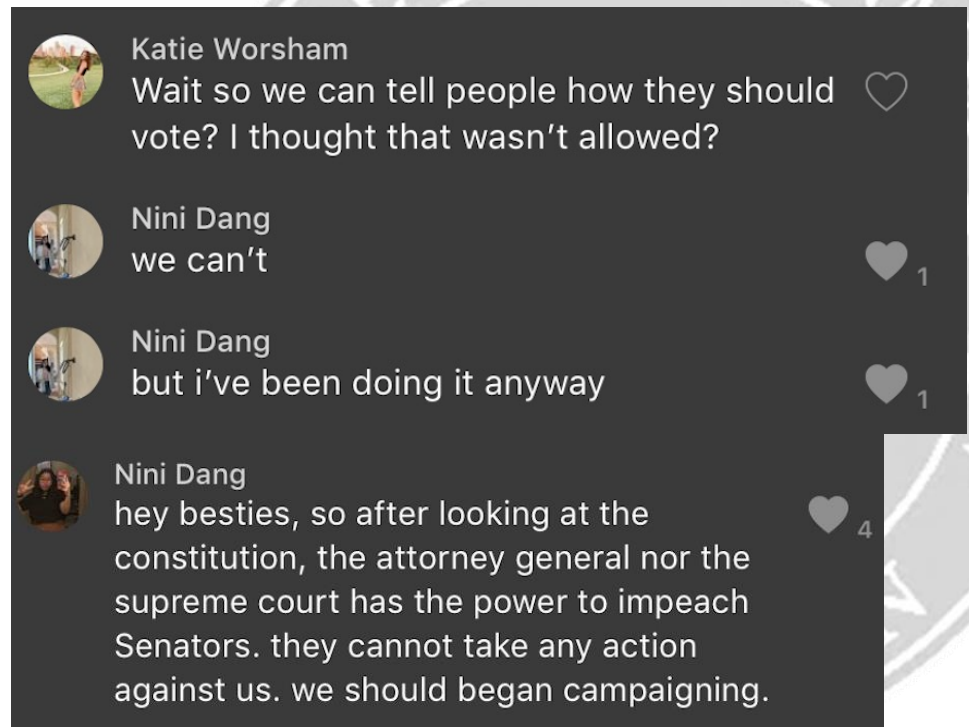 Katie Worsham
Wait so we can tell people how they should
vote? I thought that wasn't allowed?
Nini Dang
we can't
1
Nini Dang
but i've been doing it anyway
1
Nini Dang
hey besties, so after looking at the
constitution, the attorney general nor the
supreme court has the power to impeach
Senators. they cannot take any action
against us. we should began campaigning.
4